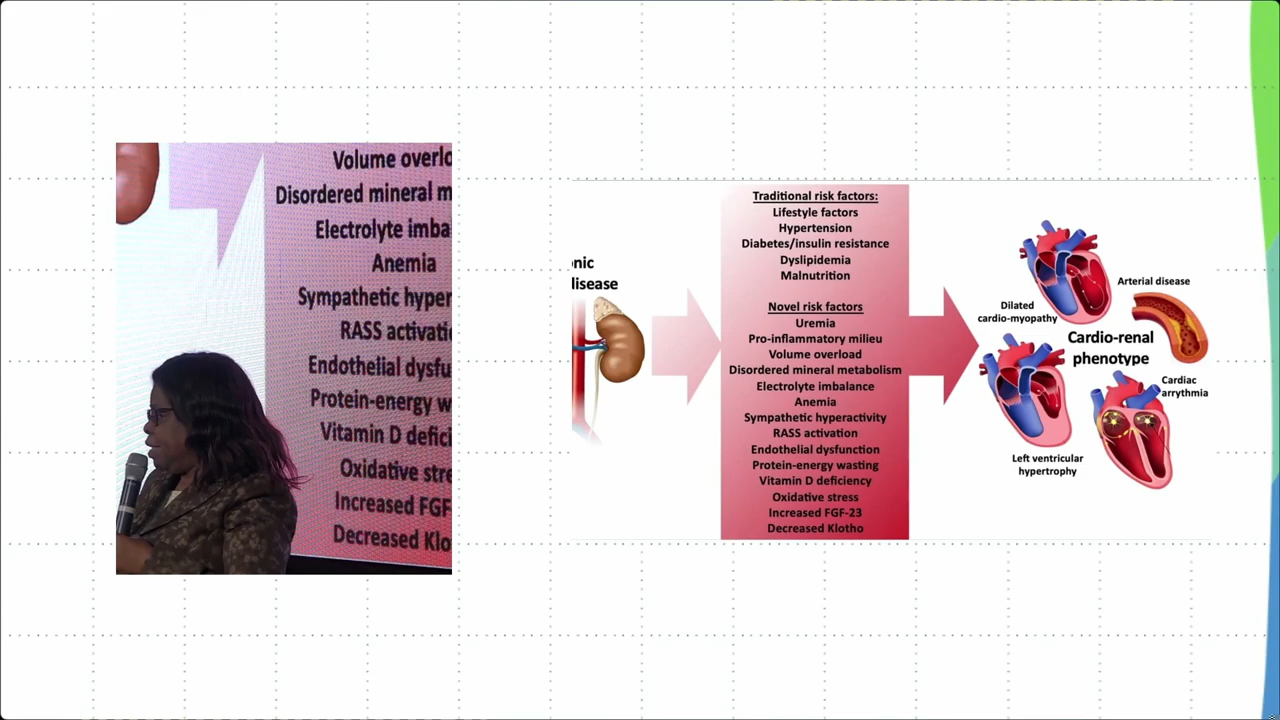 Volume overlo
Disordered mineral m
Electrolyte imba
Anemia
Sympathetic hyper
RASS activati
Endothelial dysfu
Protein-energy w
Vitamin D defici
Oxidative stre
Increased FGF
Decreased Klo
nic
disease
Traditional risk factors:
Lifestyle factors
Hypertension
Diabetes/insulin resistance
Dyslipidemia
Malnutrition
Novel risk factors
Uremia
Pro-inflammatory milieu
Volume overload
Disordered mineral metabolism
Electrolyte imbalance
Anemia
Sympathetic hyperactivity
RASS activation
Endothelial dysfunction
Protein-energy wasting
Vitamin D deficiency
Oxidative stress
Increased FGF-23
Decreased Klotho
Dilated
cardio-myopathy
Arterial disease
Cardio-renal
phenotype
Cardiac
arrythmia
Left ventricular
hypertrophy